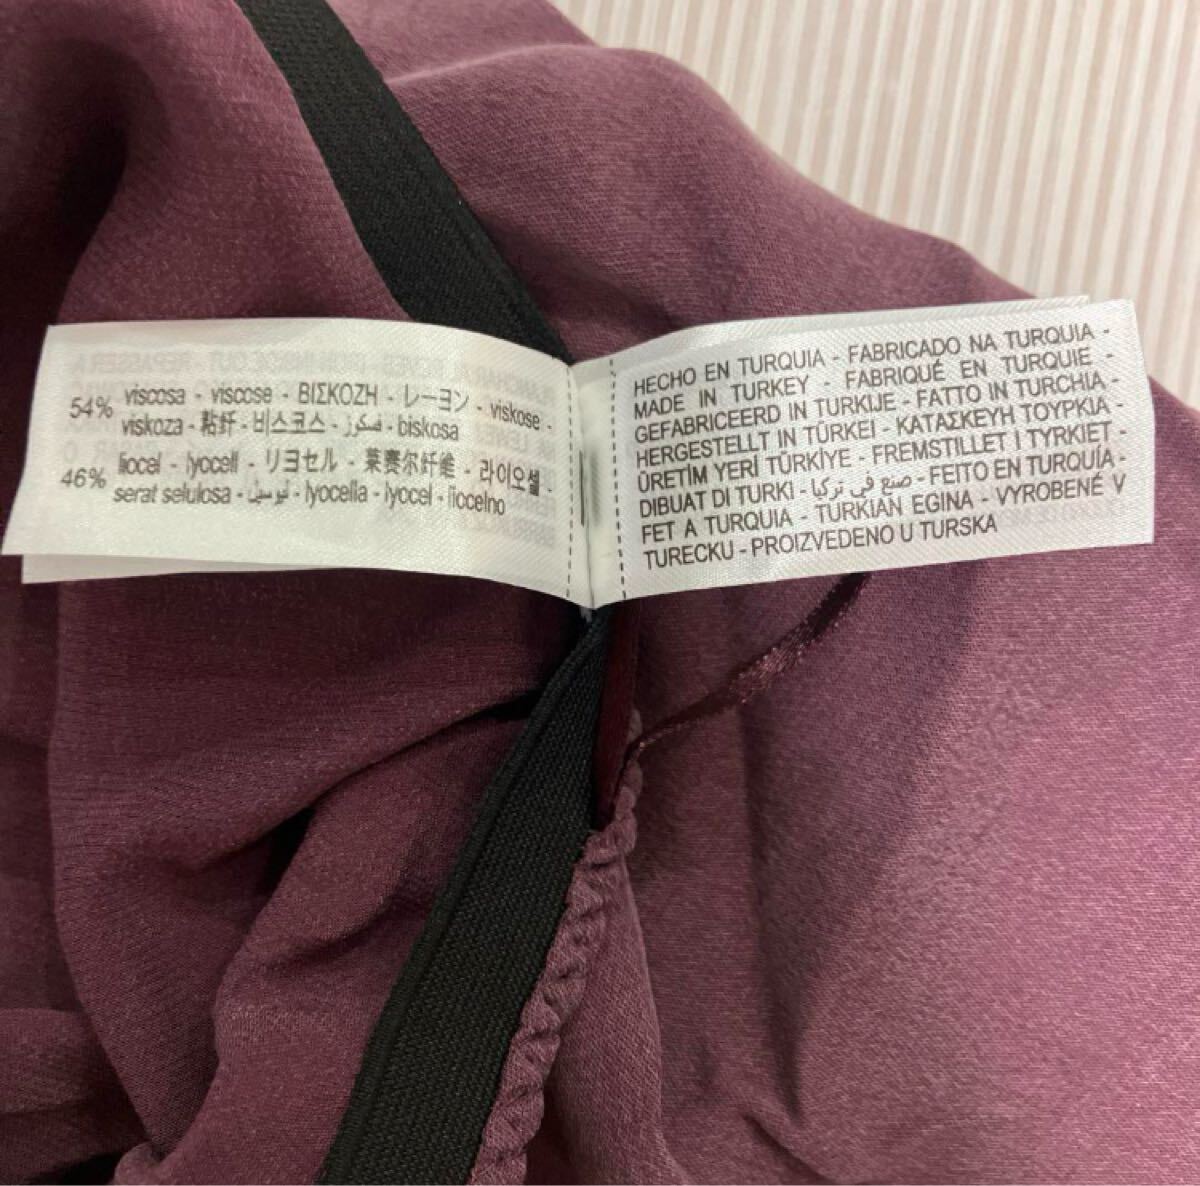 54% viscosa - viscose - ΒΙΣΚΟΖΗ - レーヨン - viskose -
viskoza - 粘纤 - 비스코스 - فسكوز - biskosa
46% liocel - lyocell - リヨセル - 莱赛尔纤维 - 라이오셀 -
serat selulosa - ليوسيل - lyocella - lyocel - liocelno
HECHO EN TURQUIA - FABRICADO NA TURQUIA -
MADE IN TURKEY - FABRIQUÉ EN TURQUIE -
GEFABRICEERD IN TURKIJE - FATTO IN TURCHIA -
HERGESTELLT IN TÜRKEI - ΚΑΤΑΣΚΕΥΗ ΤΟΥΡΚΙΑ -
ÜRETİM YERİ TÜRKİYE - FREMSTILLET I TYRKIET -
DIBUAT DI TURKI - صنع في تركيا - FEITO EN TURQUÍA -
FET A TURQUIA - TURKIAN EGINA - VYROBENÉ V
TURECKU - PROIZVEDENO U TURSKA